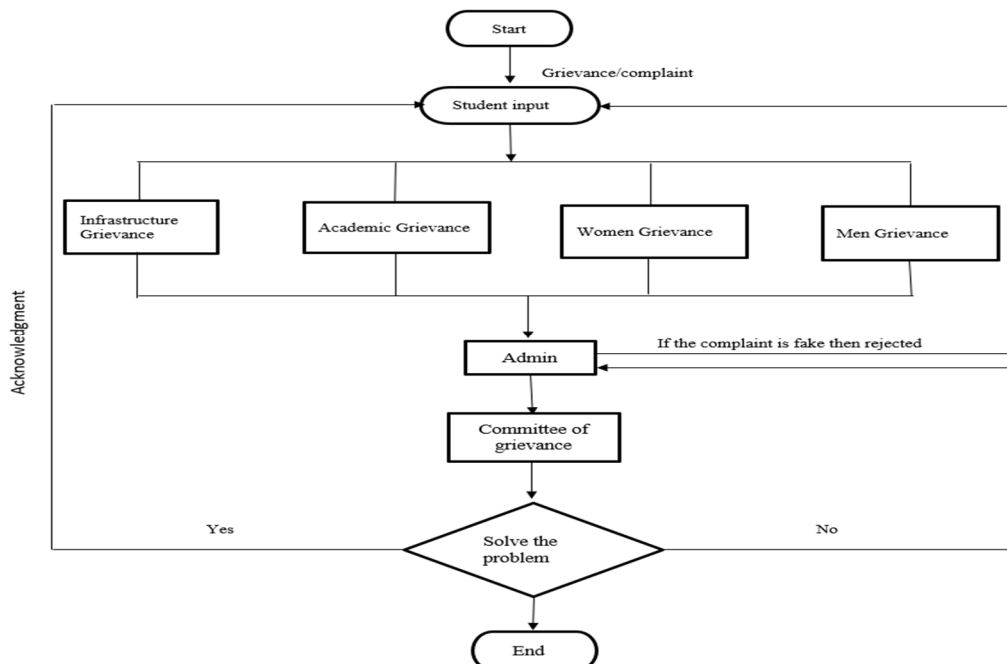 Start
Grievance/complaint
Student input
Infrastructure
Grievance
Academic Grievance
Women Grievance
Men Grievance
Acknowledgment
If the complaint is fake then rejected
Admin
Committee of
grievance
Yes
No
Solve the
problem
End